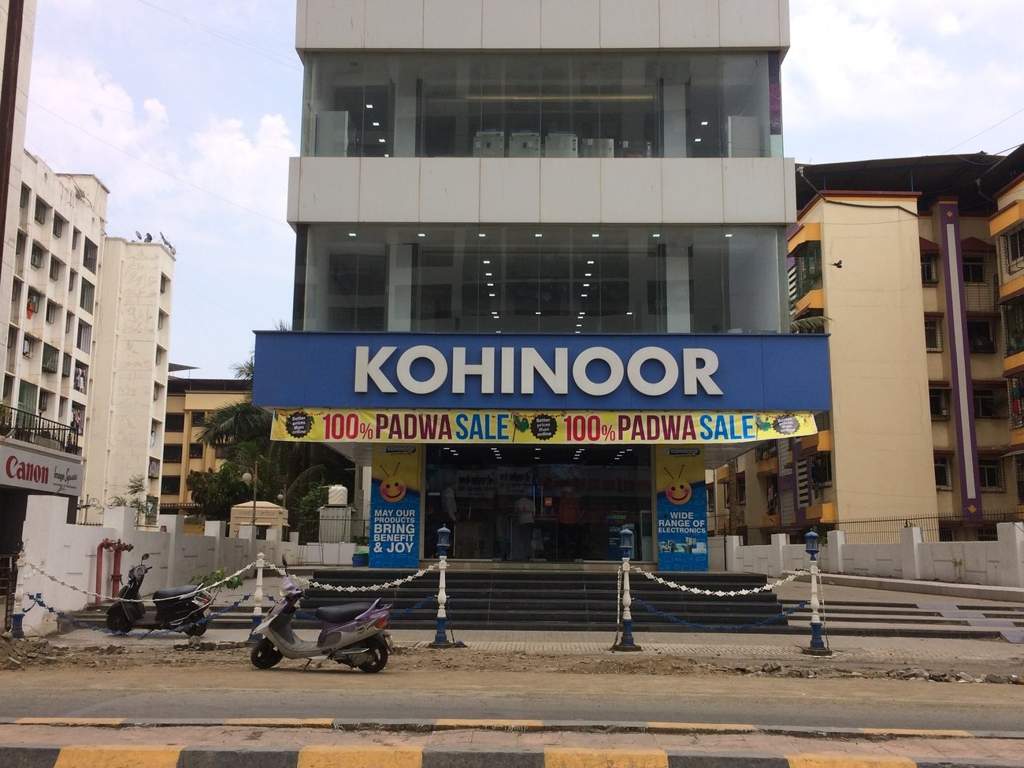 KOHINOOR
100% PADWA SALE 100% PADWA SALE
MAY OUR
PRODUCTS
BRING
BENEFIT
& JOY
WIDE
RANGE OF
ELECTRONICS
Canon